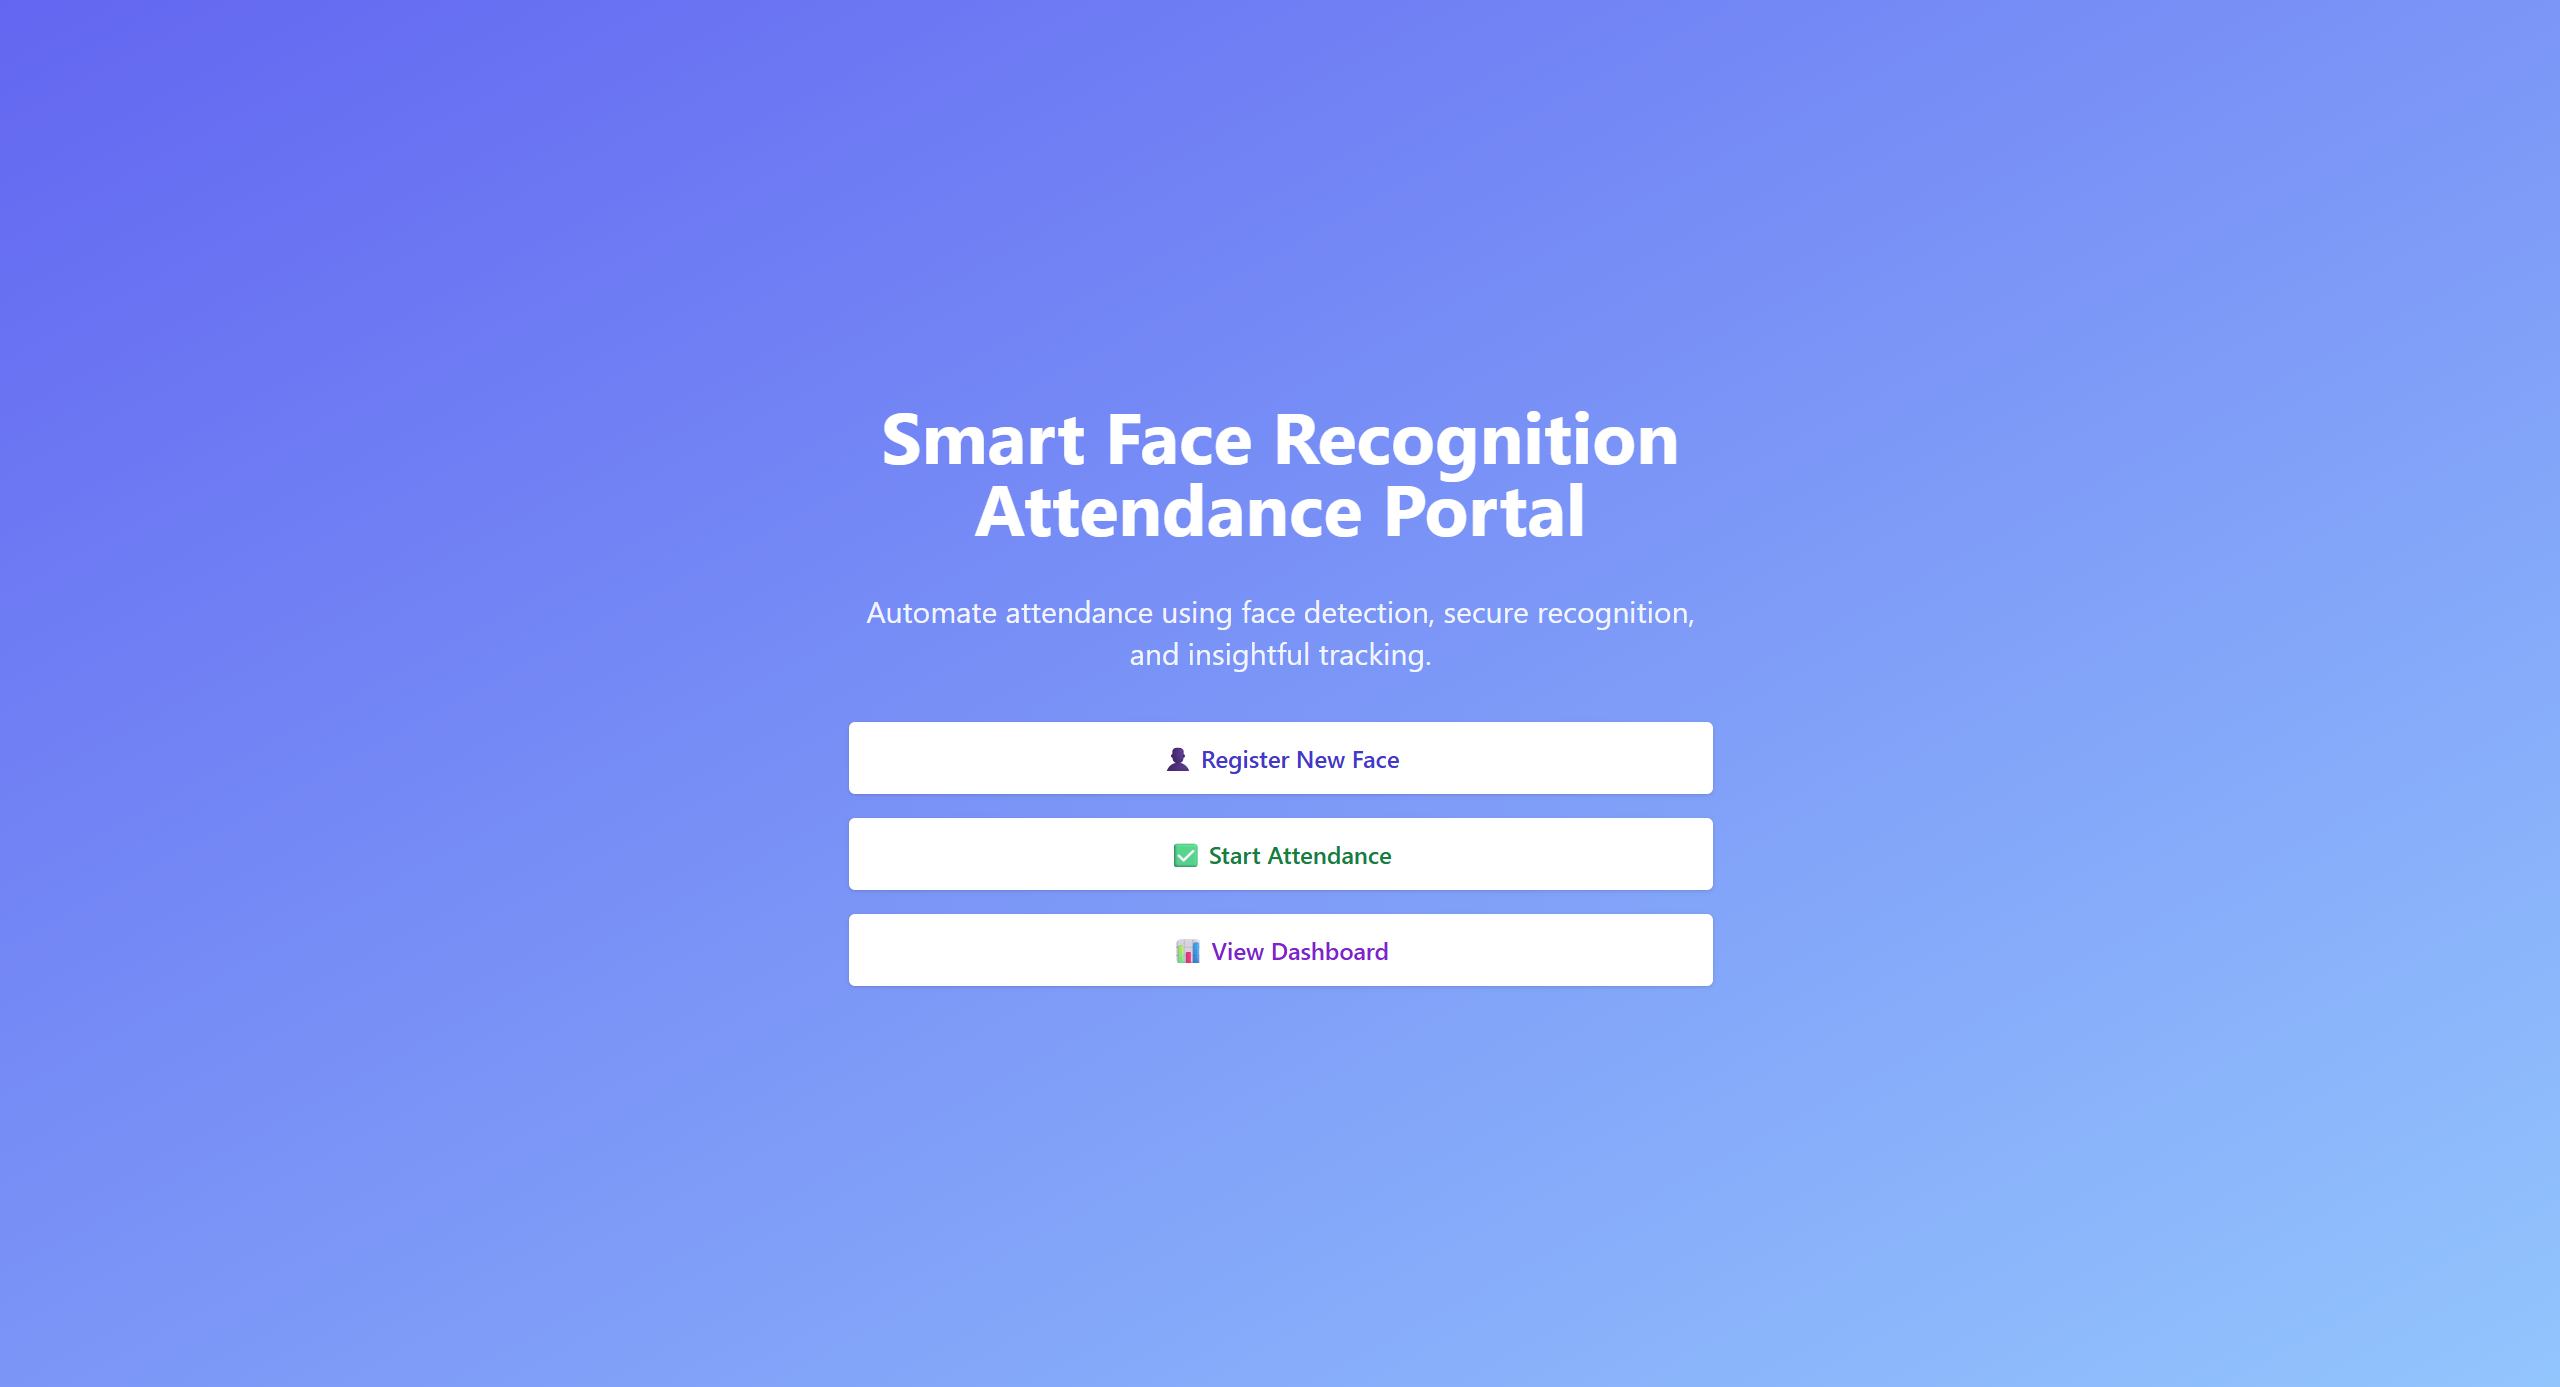 Smart Face Recognition
Attendance Portal
Automate attendance using face detection, secure recognition,
and insightful tracking.
Register New Face
Start Attendance
View Dashboard